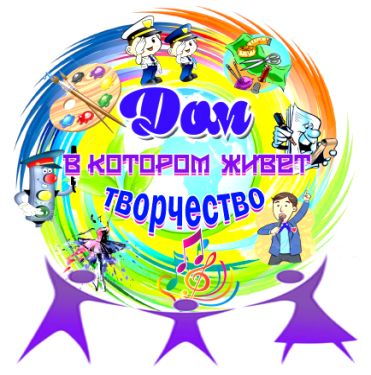 Дом
в котором живет
творчество